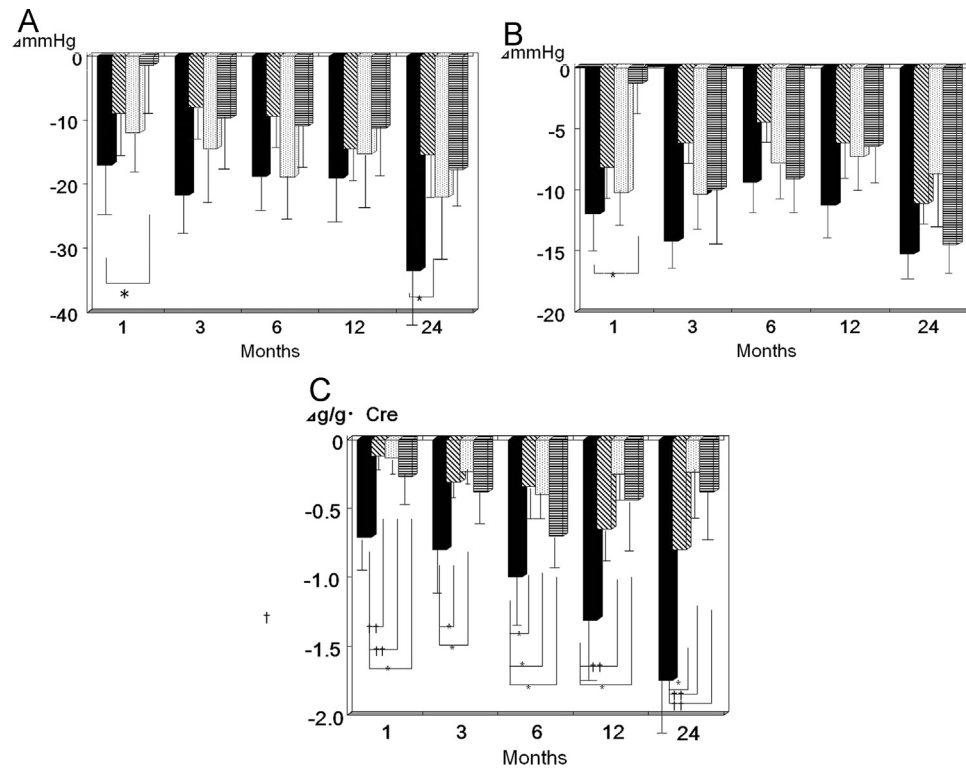 A
⊿mmHg
0
-10
-20
-30
-40
*
*
1 3 6 12 24
Months
B
⊿mmHg
0
-5
-10
-15
-20
*
1 3 6 12 24
Months
C
⊿g/g· Cre
0
-0.5
-1.0
-1.5
-2.0
†
††
††
*
*
*
*
*
*
††
*
*
††
††
1 3 6 12 24
Months